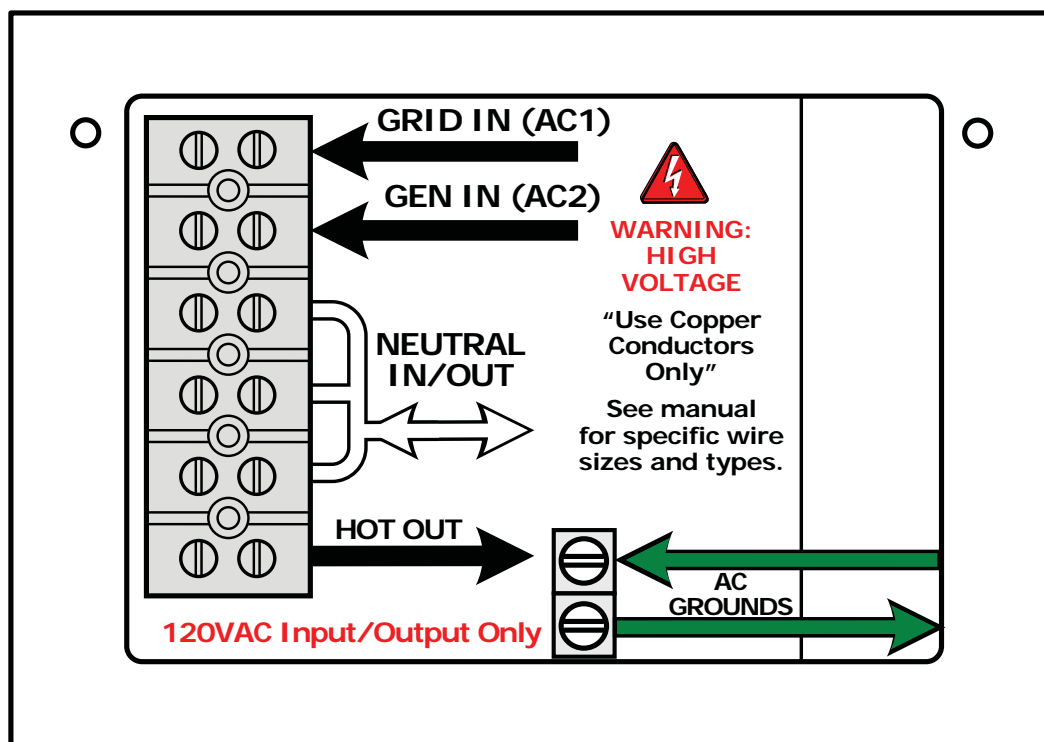 GRID IN (AC1)
GEN IN (AC2)
WARNING:
HIGH
VOLTAGE
“Use Copper
Conductors
Only”
See manual
for specific wire
sizes and types.
NEUTRAL
IN/OUT
HOT OUT
AC
GROUNDS
120VAC Input/Output Only